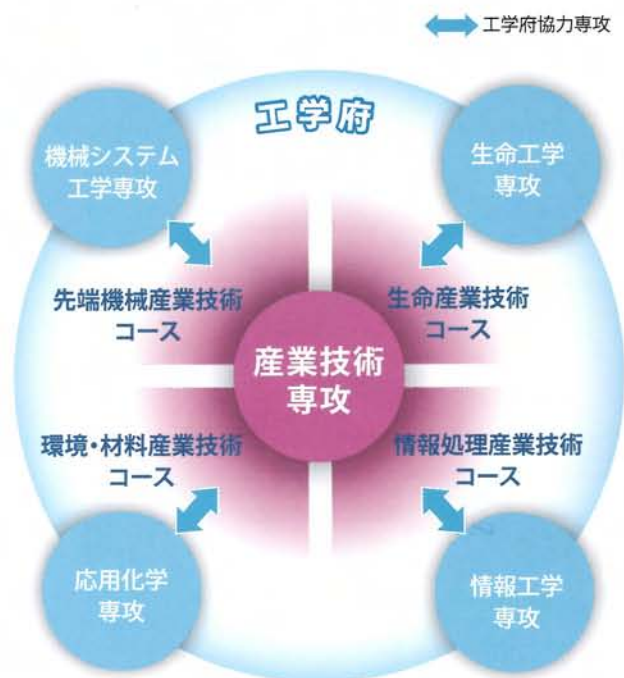 工学府協力専攻
工学府
機械システム
工学専攻
生命工学
専攻
先端機械産業技術
コース
生命産業技術
コース
産業技術
専攻
環境・材料産業技術
コース
情報処理産業技術
コース
応用化学
専攻
情報工学
専攻